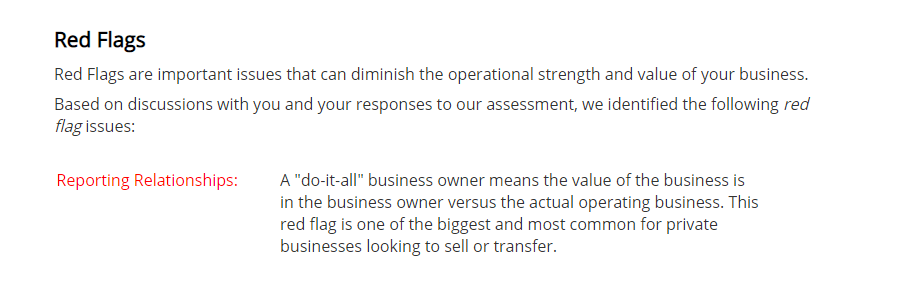 Red Flags
Red Flags are important issues that can diminish the operational strength and value of your business.
Based on discussions with you and your responses to our assessment, we identified the following red
flag issues:
Reporting Relationships:
A "do-it-all" business owner means the value of the business is
in the business owner versus the actual operating business. This
red flag is one of the biggest and most common for private
businesses looking to sell or transfer.